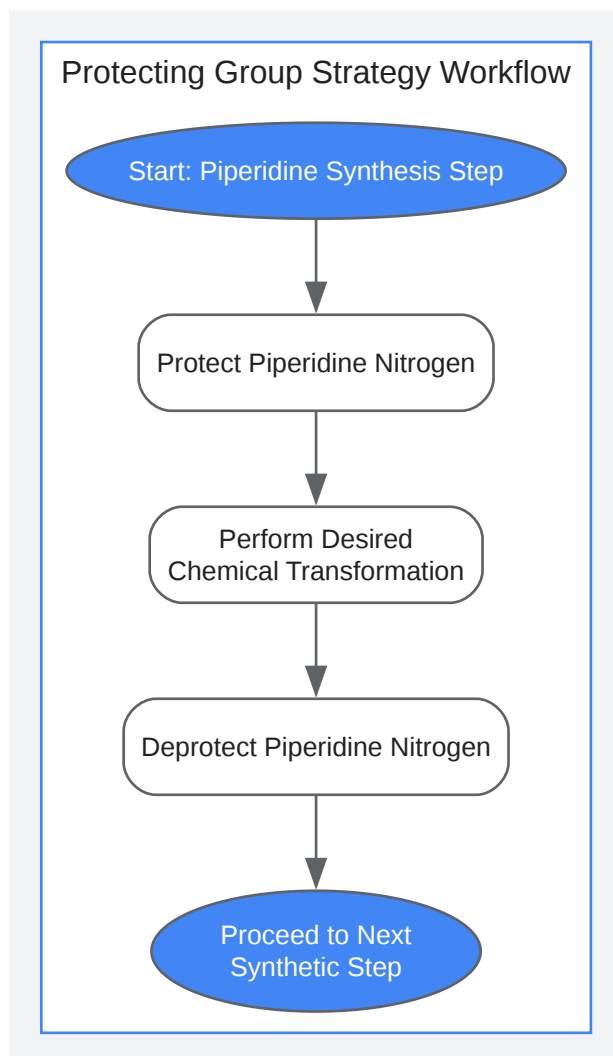 Protecting Group Strategy Workflow
Start: Piperidine Synthesis Step
Protect Piperidine Nitrogen
Perform Desired
Chemical Transformation
Deprotect Piperidine Nitrogen
Proceed to Next
Synthetic Step